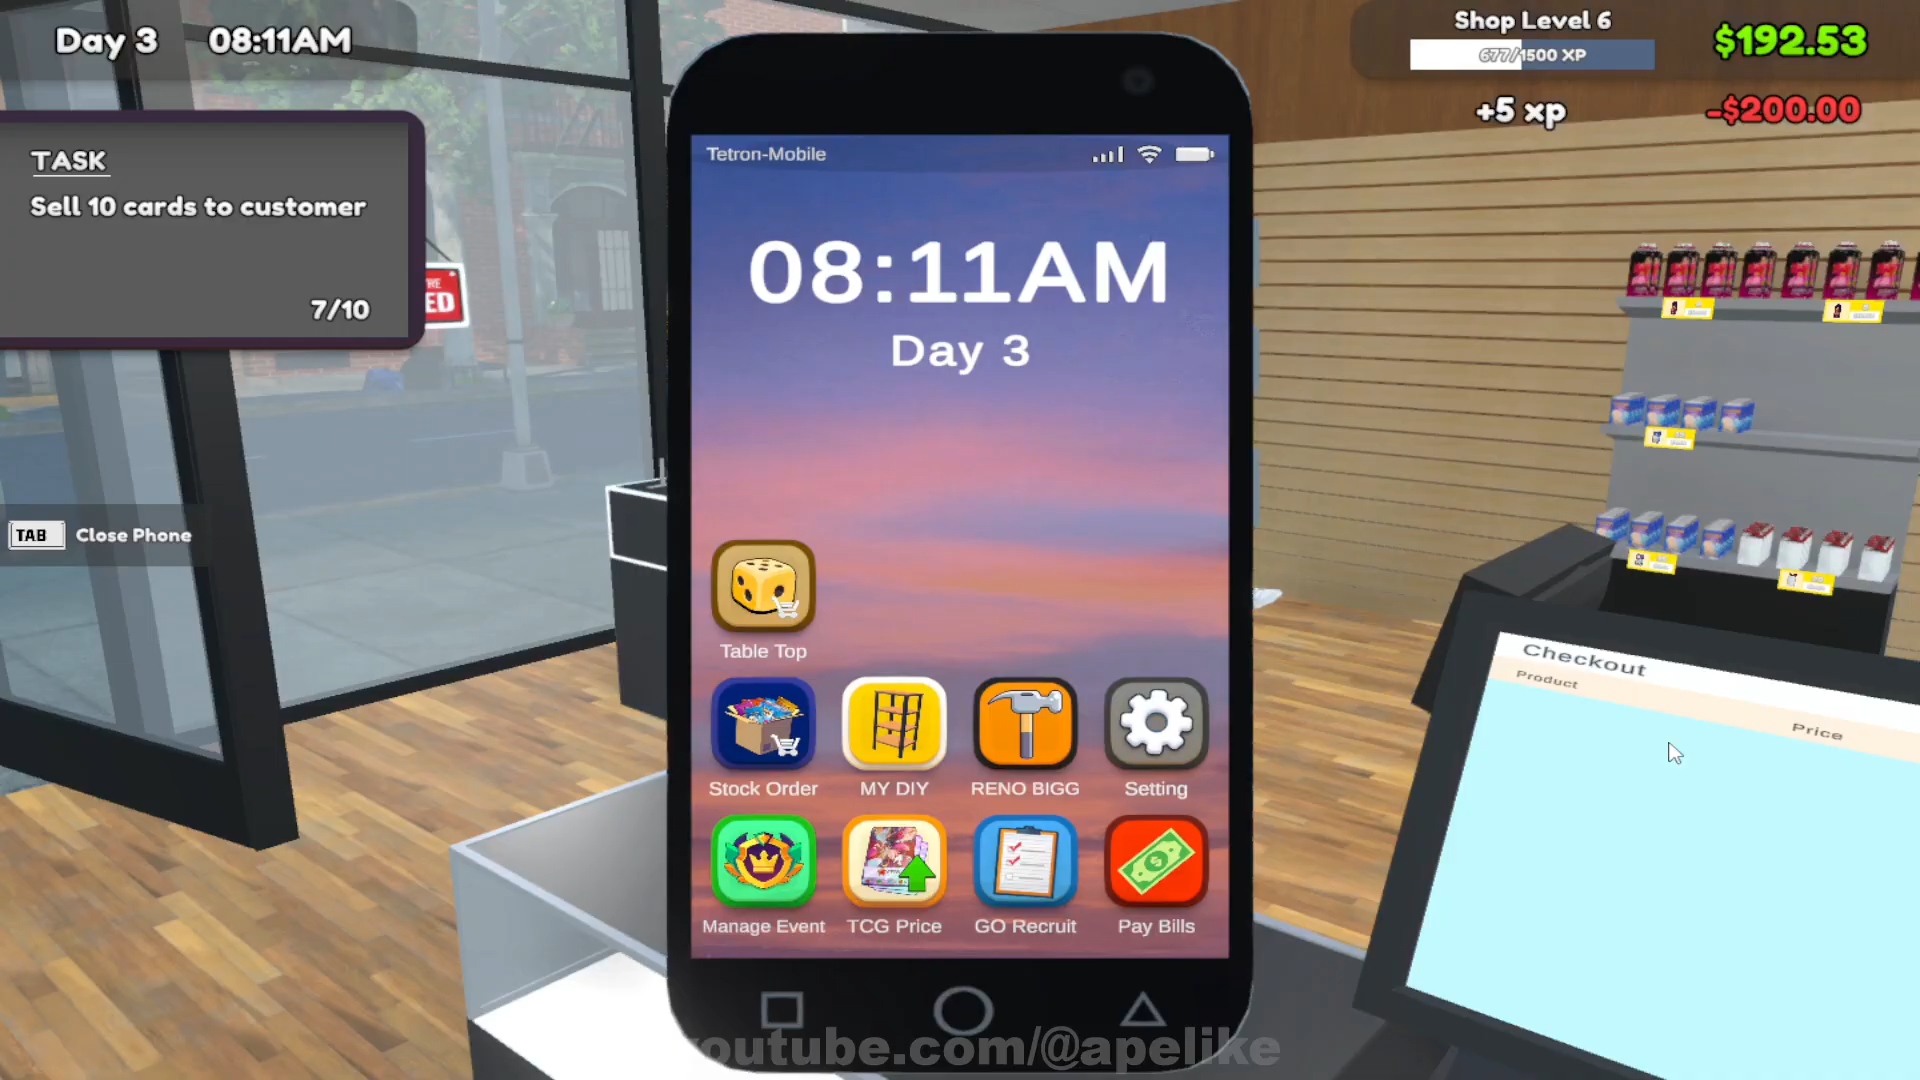 Day 3 08:11AM
Shop Level 6
677/1500 XP
$192.53
+5 xp
-$200.00
TASK
Sell 10 cards to customer
7/10
TAB Close Phone
Tetron-Mobile
08:11AM
Day 3
Table Top
Stock Order MY DIY RENO BIGG Setting
Manage Event TCG Price GO Recruit Pay Bills
Checkout
Product
Price
youtube.com/@apelike